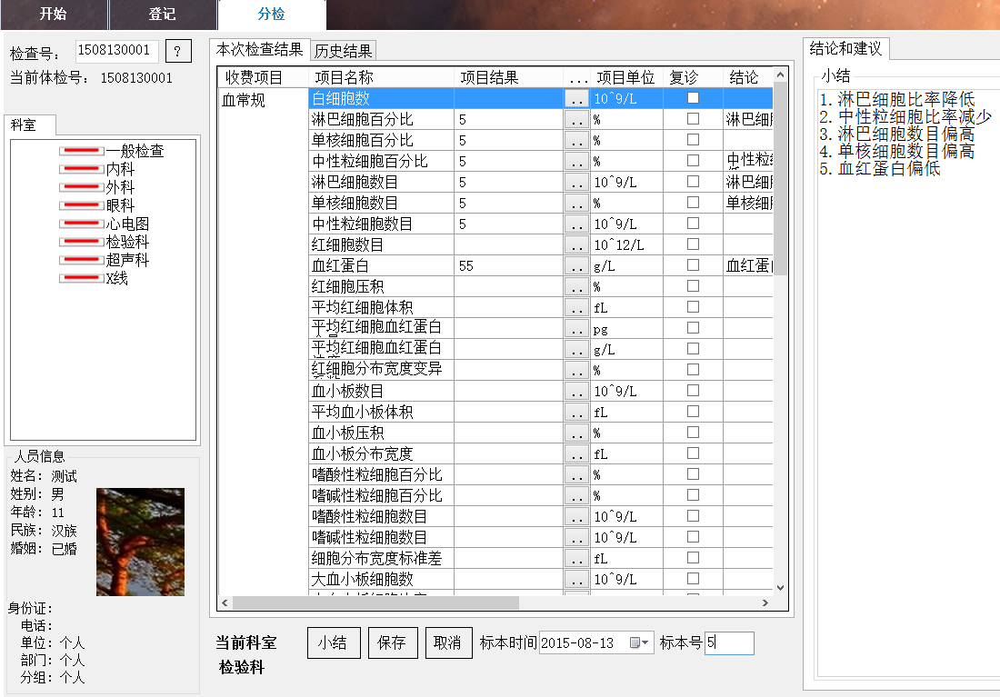 开始 登记 分检
检查号： 1508130001 ?
当前体检号： 1508130001
科室
一般检查
内科
外科
眼科
心电图
检验科
超声科
X线
人员信息
姓名： 测试
姓别： 男
年龄： 11
民族： 汉族
婚姻： 已婚
身份证：
电话：
单位： 个人
部门： 个人
分组： 个人
本次检查结果 历史结果
收费项目 项目名称 项目结果 ... 项目单位 复诊 结论
血常规 白细胞数 .. 10^9/L
淋巴细胞百分比 5 .. % 淋巴细
单核细胞百分比 5 .. %
中性粒细胞百分比 5 .. % 中性粒
淋巴细胞数目 5 .. 10^9/L 淋巴细
单核细胞数目 5 .. % 单核细
中性粒细胞数目 5 .. 10^9/L
红细胞数目 .. 10^12/L
血红蛋白 55 .. g/L 血红蛋
红细胞压积 .. %
平均红细胞体积 .. fL
平均红细胞血红蛋白 .. pg
平均红细胞血红蛋白 .. g/L
红细胞分布宽度变异 .. %
血小板数目 .. 10^9/L
平均血小板体积 .. fL
血小板压积 .. %
血小板分布宽度 .. fL
嗜酸性粒细胞百分比 .. %
嗜碱性粒细胞百分比 .. %
嗜酸性粒细胞数目 .. 10^9/L
嗜碱性粒细胞数目 .. 10^9/L
细胞分布宽度标准差 .. fL
大血小板细胞数 .. 10^9/L
当前科室
检验科
小结 保存 取消 标本时间 2015-08-13 标本号 5
结论和建议
小结
1. 淋巴细胞比率降低
2. 中性粒细胞比率减少
3. 淋巴细胞数目偏高
4. 单核细胞数目偏高
5. 血红蛋白偏低